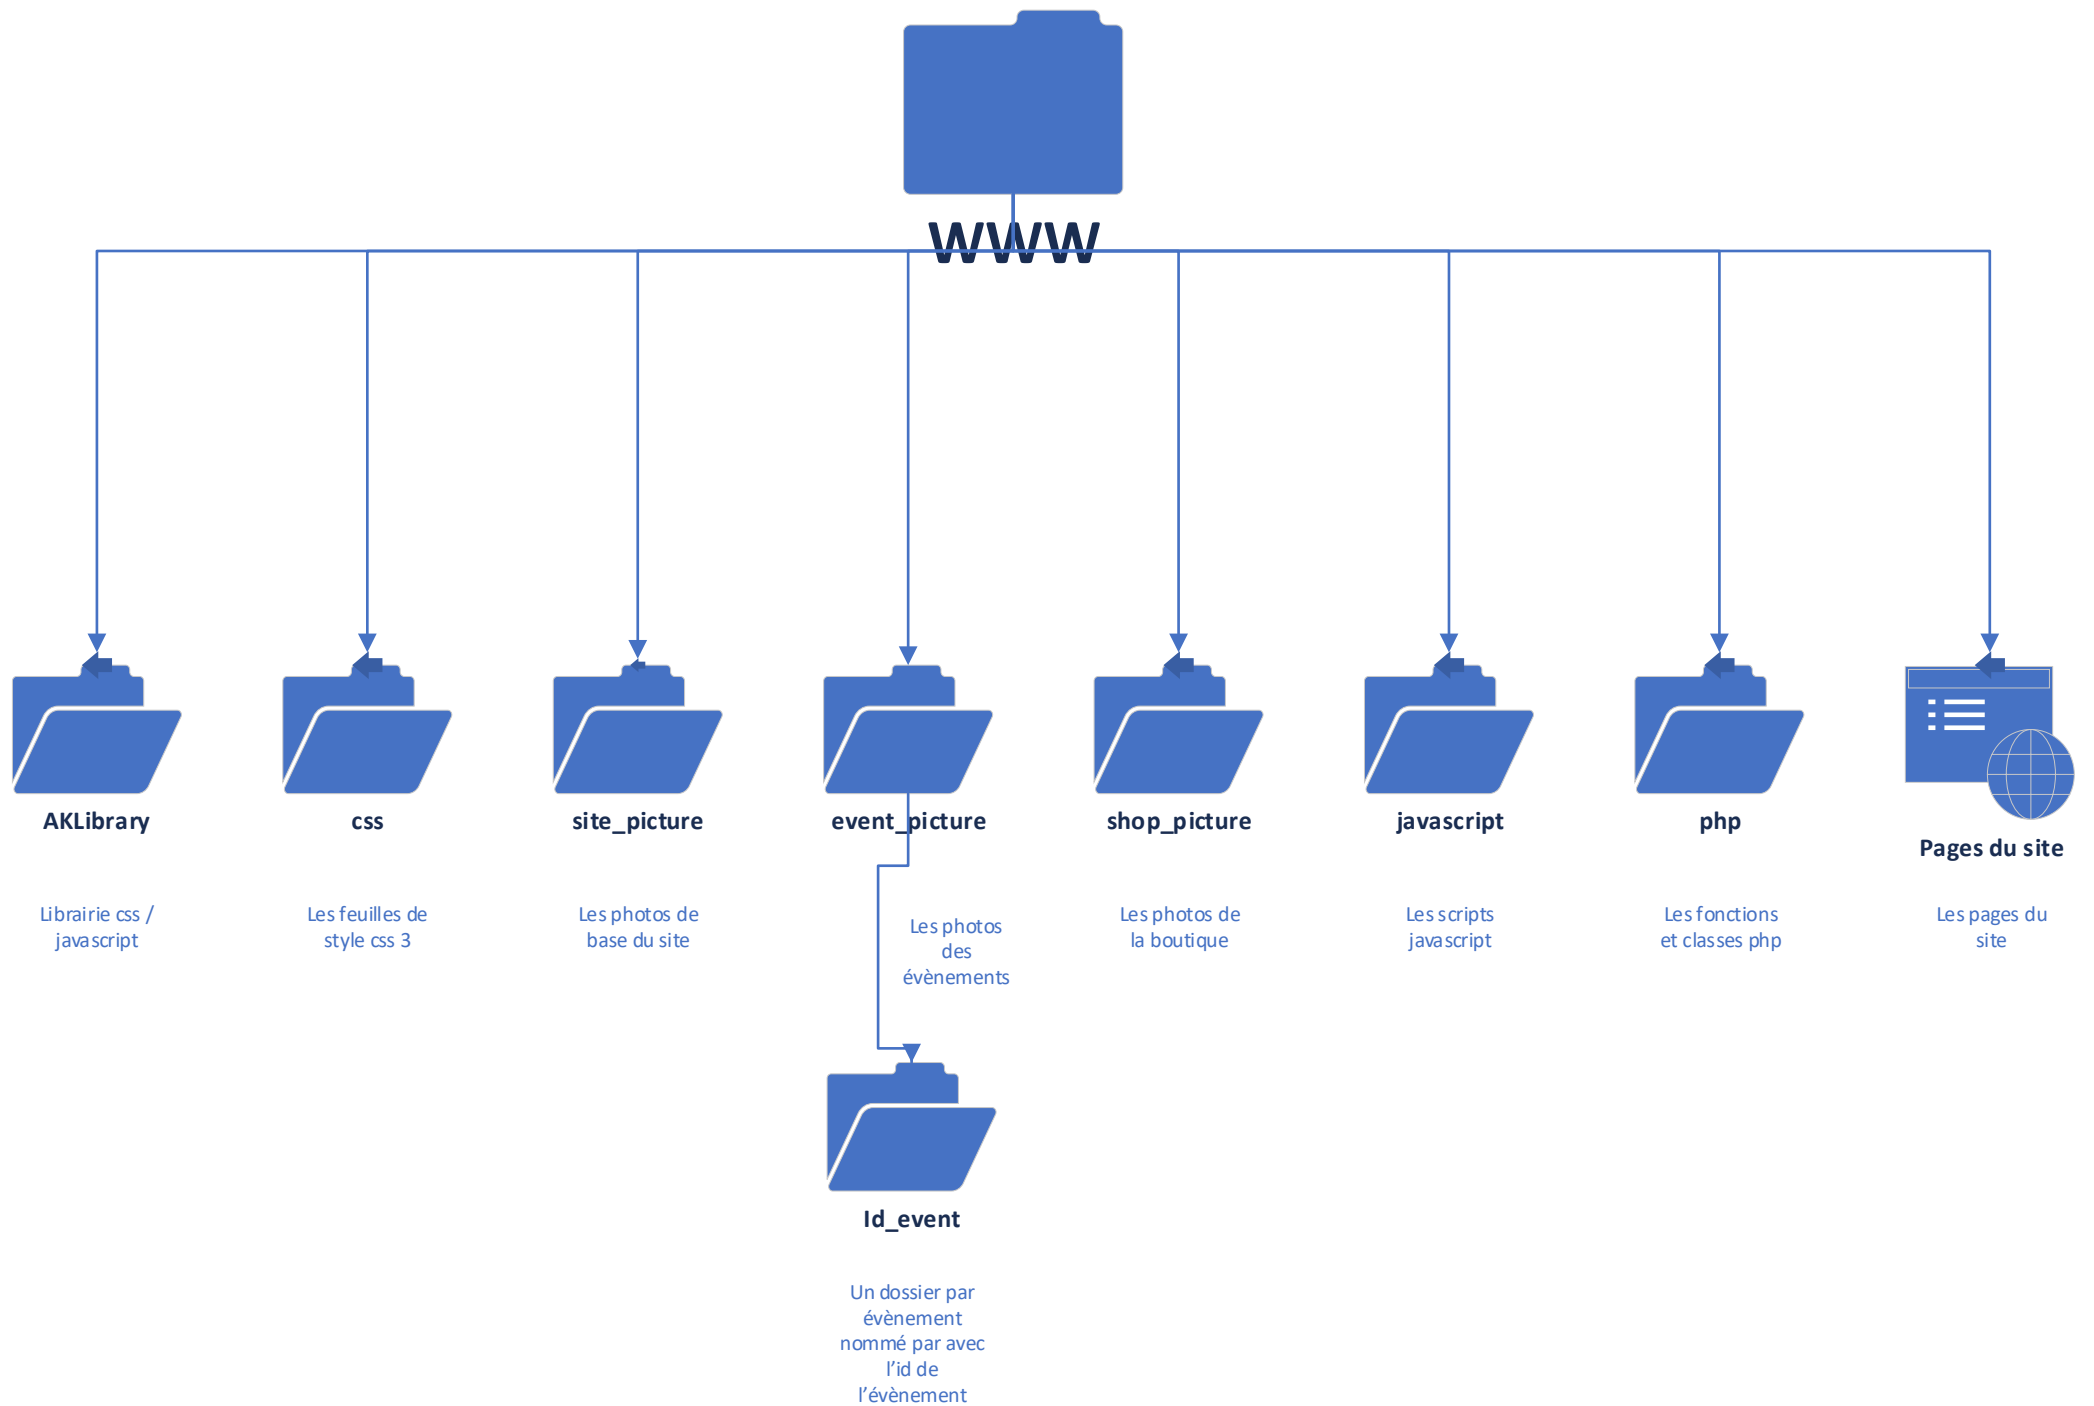 www
AKLibrary
css
site_picture
event_picture
shop_picture
javascript
php
Pages du site
Librairie css /
javascript
Les feuilles de
style css 3
Les photos de
base du site
Les photos
des
évènements
Les photos de
la boutique
Les scripts
javascript
Les fonctions
et classes php
Les pages du
site
Id_event
Un dossier par
évènement
nommé par avec
l'id de
l'évènement